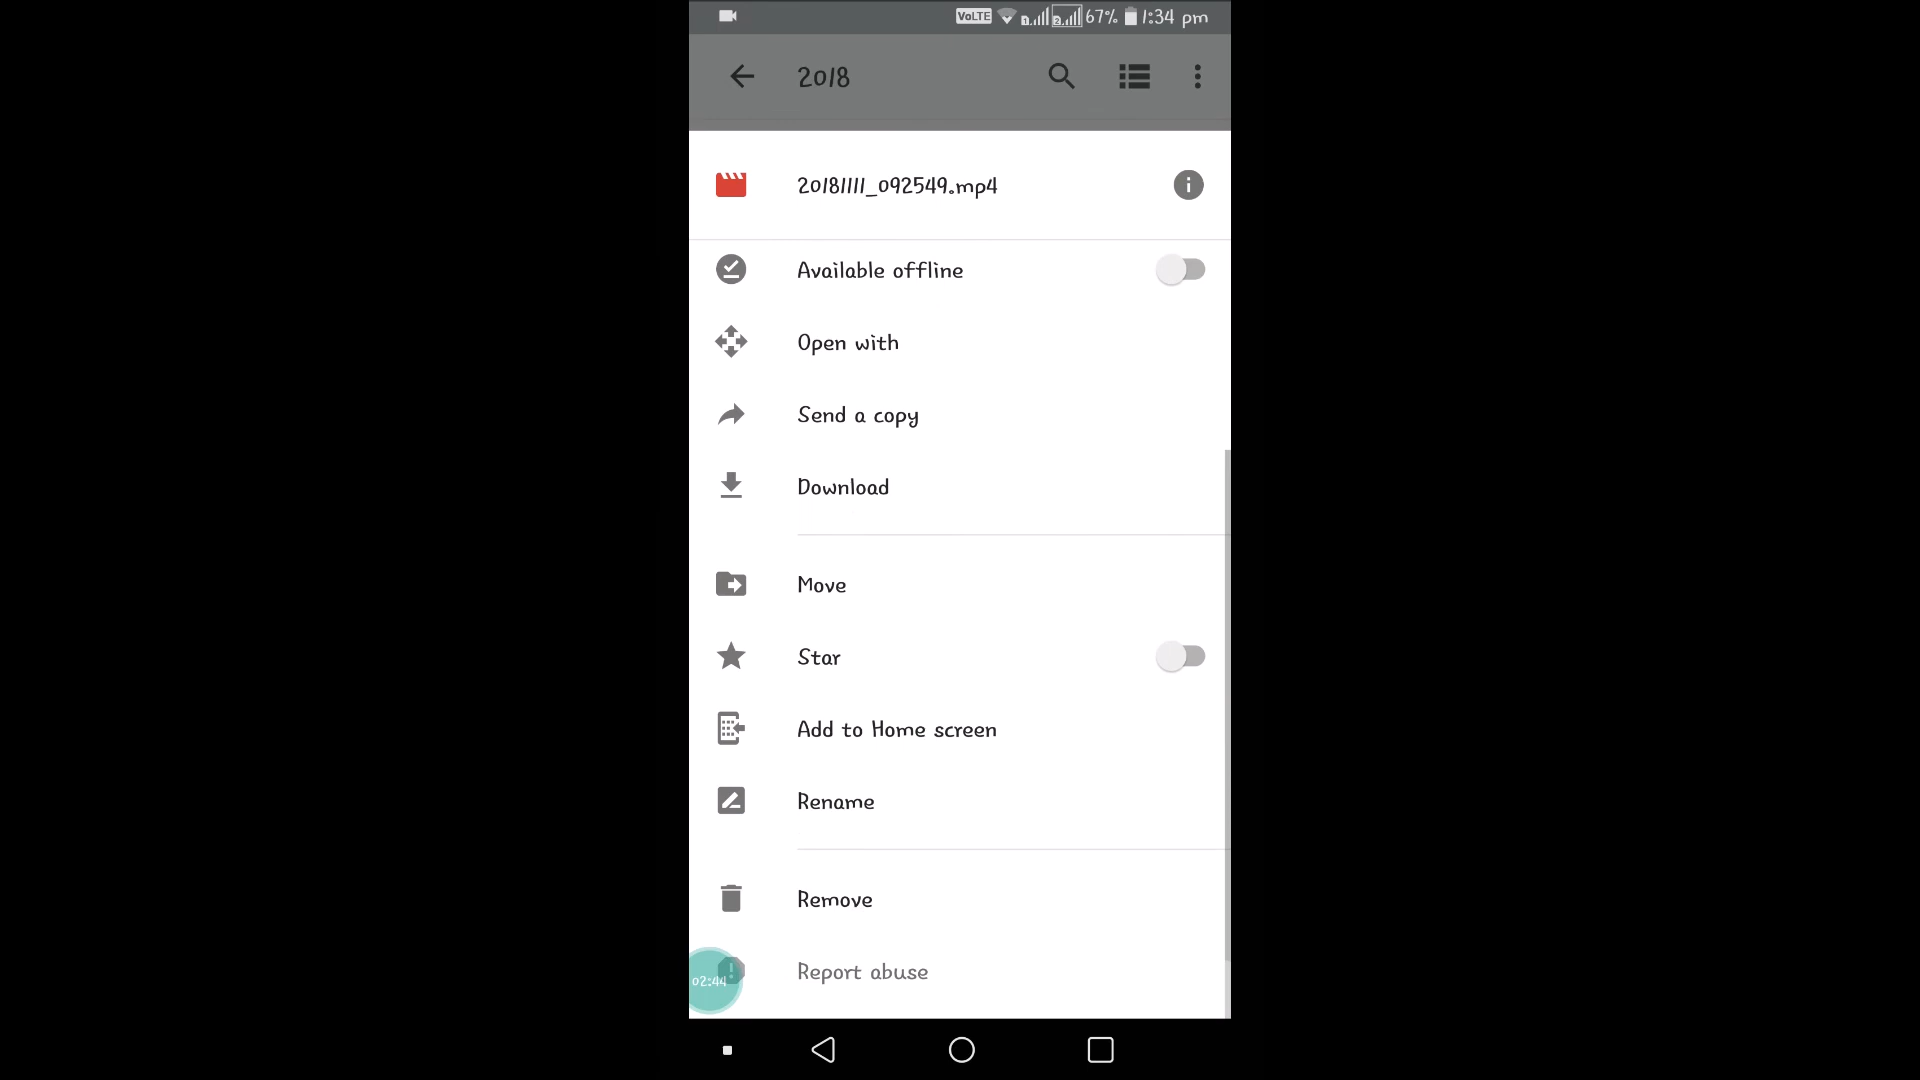 VoLTE 67% 1:34 pm
2018
20181111_092549.mp4
Available offline
Open with
Send a copy
Download
Move
Star
Add to Home screen
Rename
Remove
Report abuse
02:44